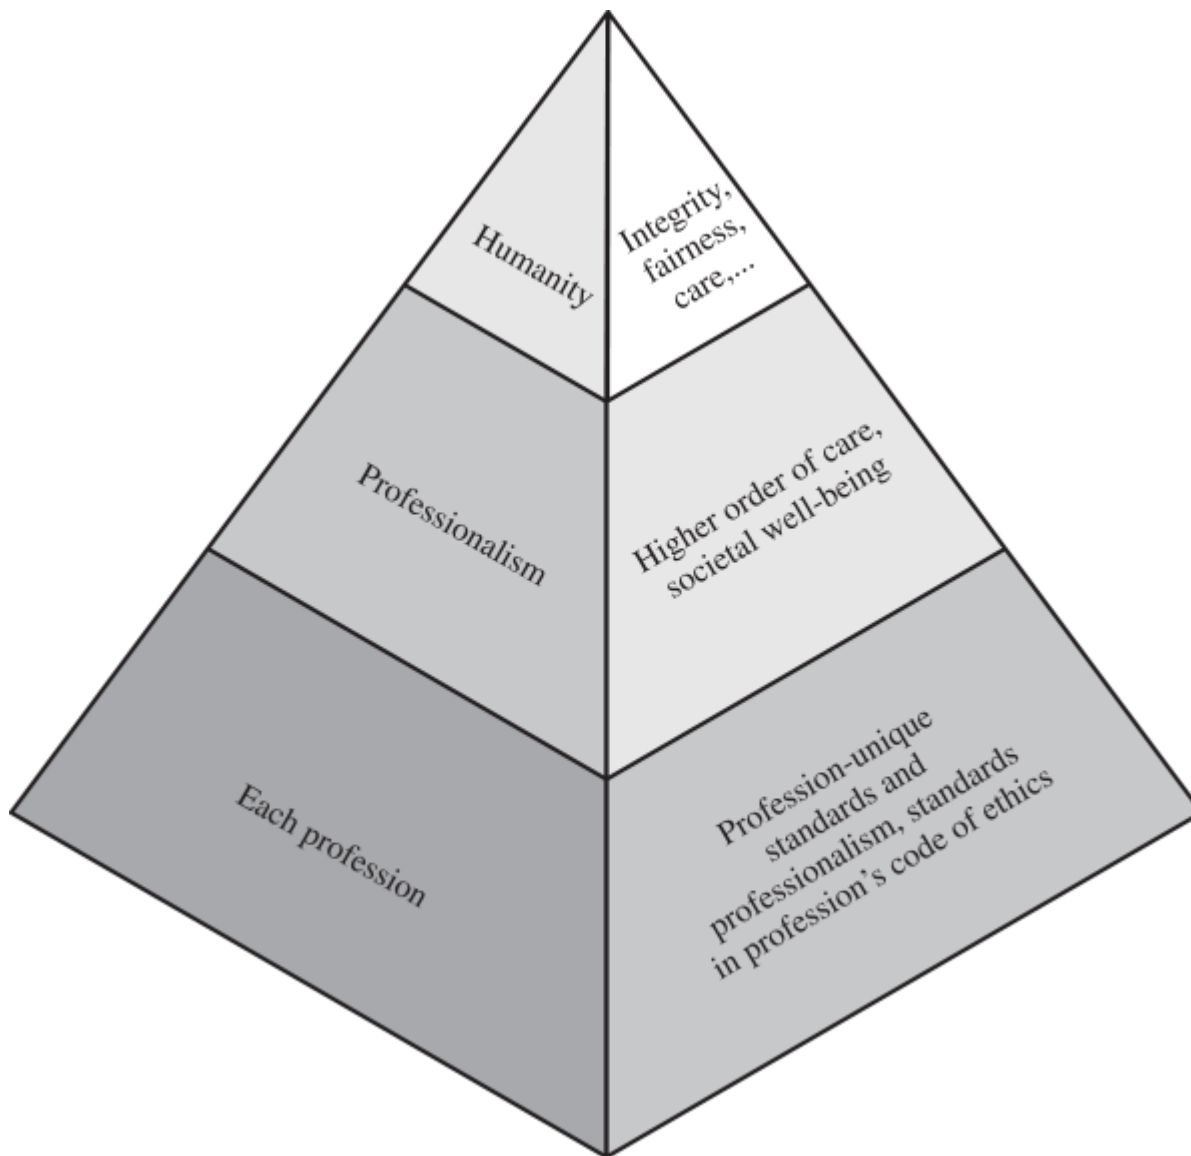 Humanity
Integrity,
fairness,
care,...
Professionalism
Higher order of care,
societal well-being
Each profession
Profession-unique
standards and
professionalism, standards
in profession's code of ethics